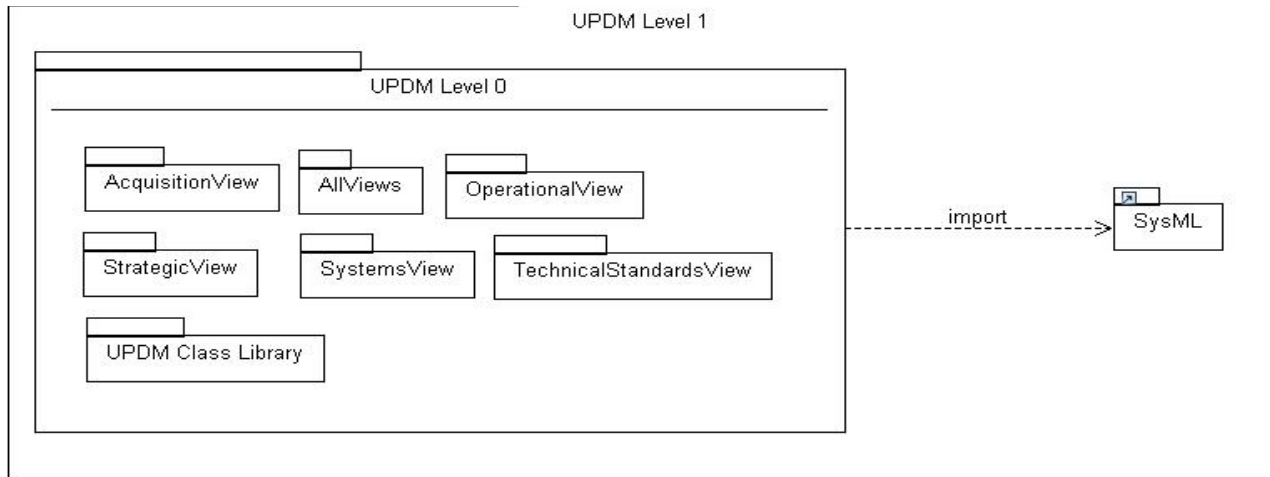 UPDM Level 1
UPDM Level 0
AcquisitionView
AllViews
OperationalView
import
SysML
StrategicView
SystemsView
TechnicalStandardsView
UPDM Class Library